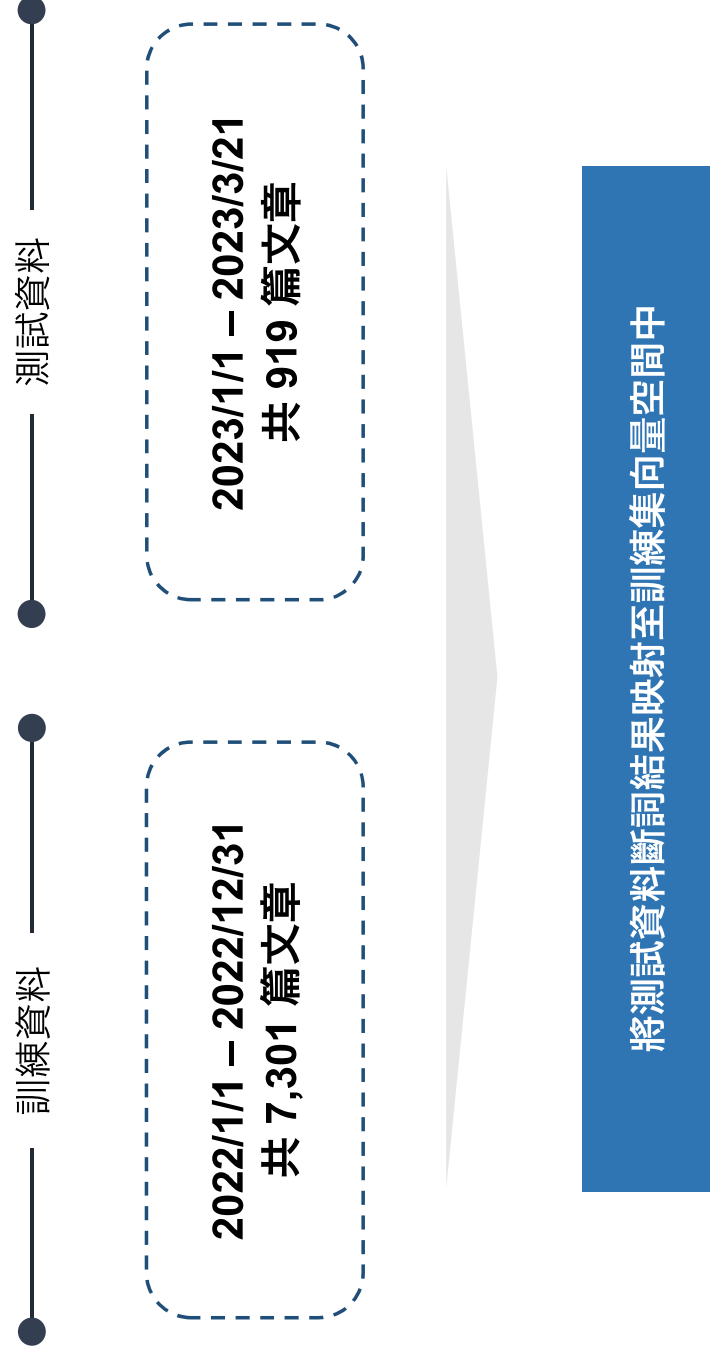 訓練資料
測試資料
2022/1/1 – 2022/12/31
共 7,301 篇文章
2023/1/1 – 2023/3/21
共 919 篇文章
將測試資料斷詞結果映射至訓練集向量空間中